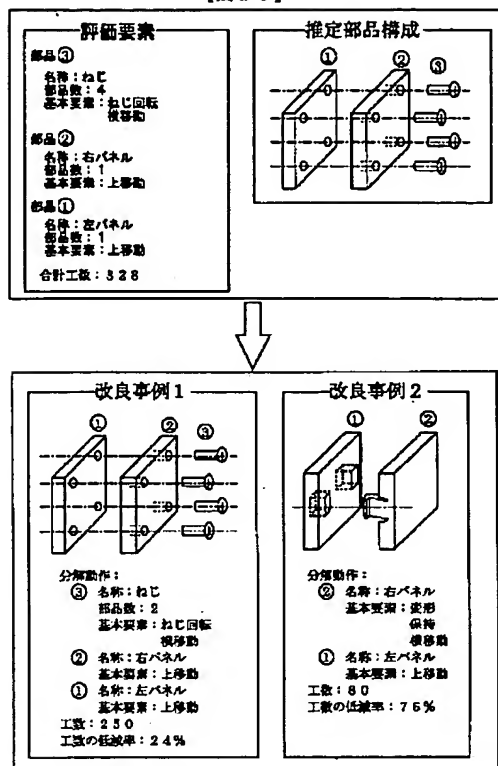 評価要素
部品③
名称：ねじ
部品数：4
基本要素：ねじ回転
横移動
部品②
名称：右パネル
部品数：1
基本要素：上移動
部品①
名称：左パネル
部品数：1
基本要素：上移動
合計工数：328
推定部品構成
① ② ③
改良事例1
① ② ③
分解動作：
③ 名称：ねじ
部品数：2
基本要素：ねじ回転
横移動
② 名称：右パネル
基本要素：上移動
① 名称：左パネル
基本要素：上移動
工数：250
工数の低減率：24%
改良事例2
① ②
分解動作：
② 名称：右パネル
基本要素：変形
保持
横移動
① 名称：左パネル
基本要素：上移動
工数：80
工数の低減率：76%